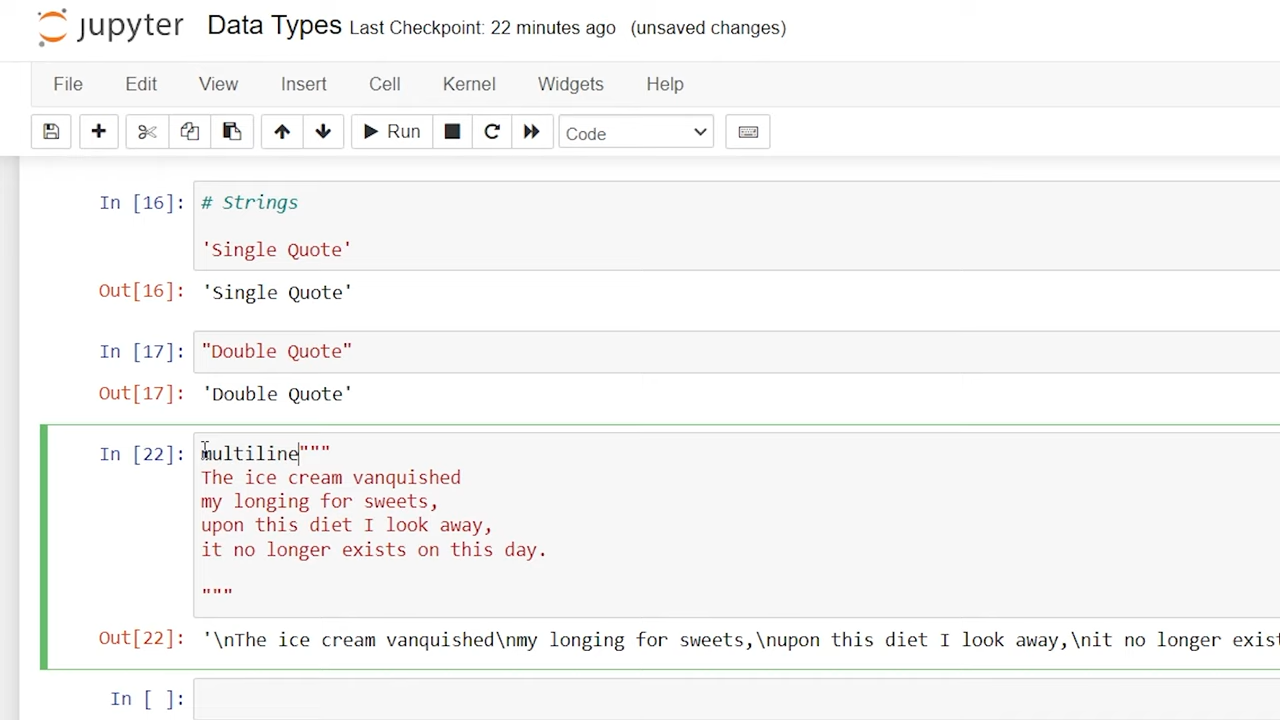 jupyter Data Types Last Checkpoint: 22 minutes ago (unsaved changes)
File Edit View Insert Cell Kernel Widgets Help
Run Code
In [16]: # Strings
'Single Quote'
Out[16]: 'Single Quote'
In [17]: "Double Quote"
Out[17]: 'Double Quote'
In [22]: multiline"""
The ice cream vanquished
my longing for sweets,
upon this diet I look away,
it no longer exists on this day.
"""
Out[22]: '\nThe ice cream vanquished\nmy longing for sweets,\nupon this diet I look away,\nit no longer exist
In [ ]: